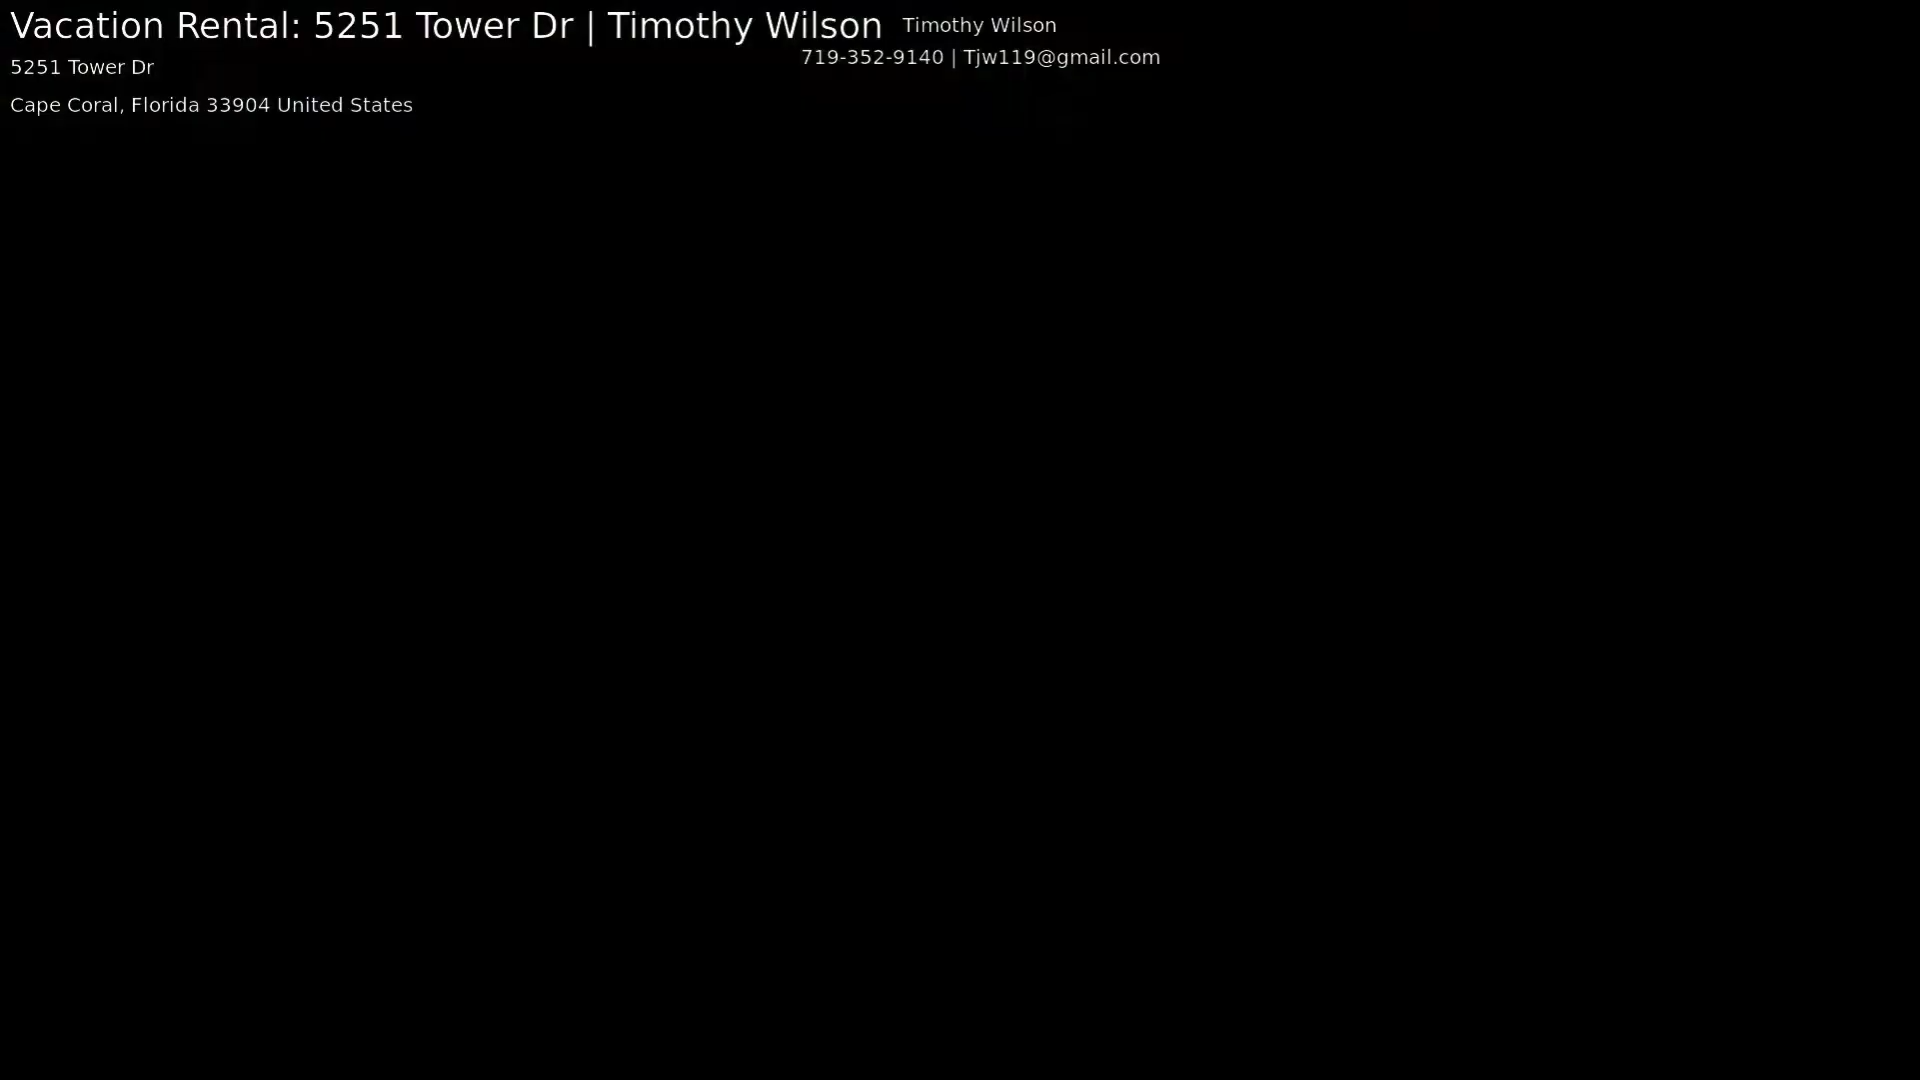 Vacation Rental: 5251 Tower Dr | Timothy Wilson
Timothy Wilson
719-352-9140 | Tjw119@gmail.com
5251 Tower Dr
Cape Coral, Florida 33904 United States